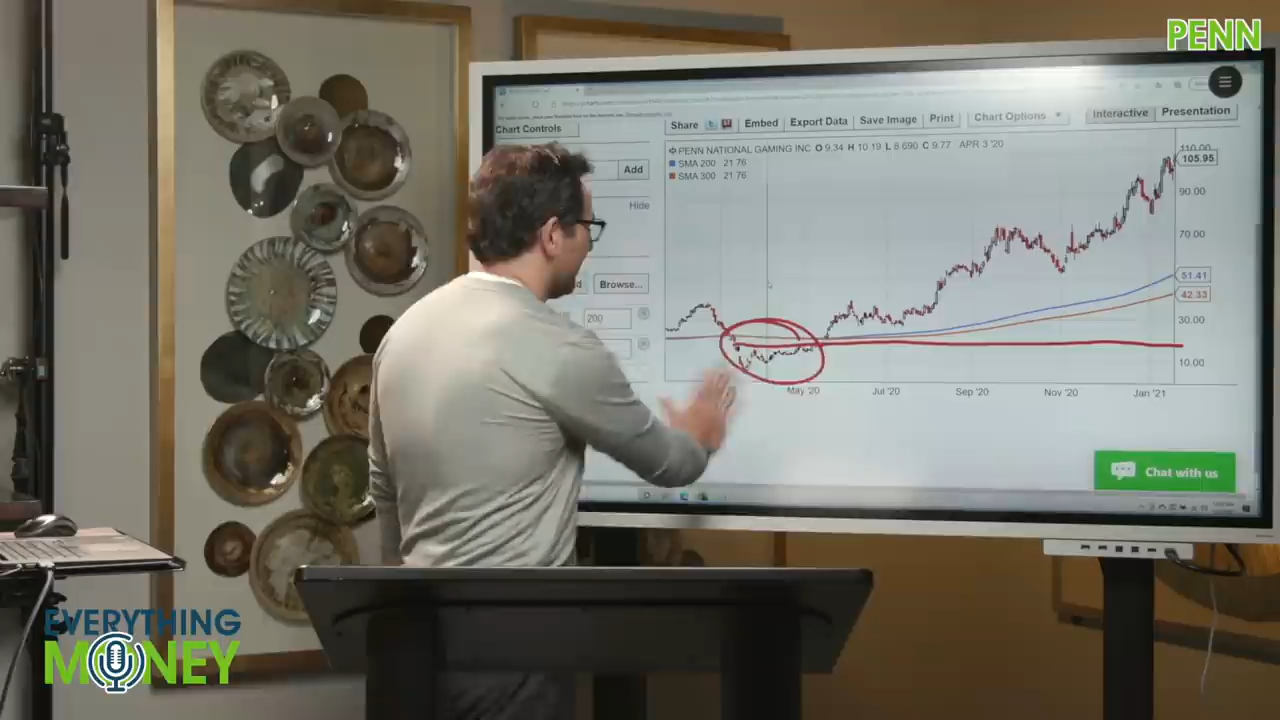 PENN
Chart Controls
Share
Embed
Export Data
Save Image
Print
Chart Options
Interactive
Presentation
PENN NATIONAL GAMING INC O 9.34 H 10.19 L 8.690 C 9.77 APR 3 '20
SMA 200 21.76
SMA 300 21.76
Add
Hide
Browse...
200
110.00
105.95
90.00
70.00
51.41
42.33
30.00
10.00
May '20
Jul '20
Sep '20
Nov '20
Jan '21
Chat with us
EVERYTHING
MONEY